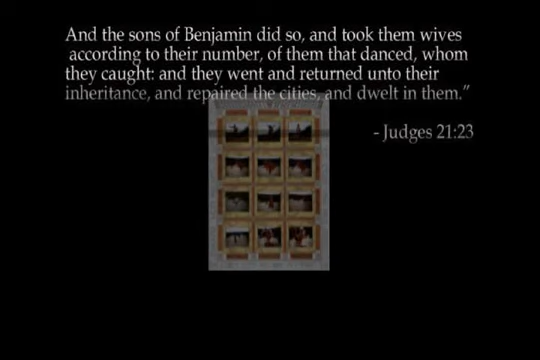 And the sons of Benjamin did so, and took them wives
according to their number, of them that danced, whom
they caught: and they went and returned unto their
inheritance, and repaired the cities, and dwelt in them.”
- Judges 21:23